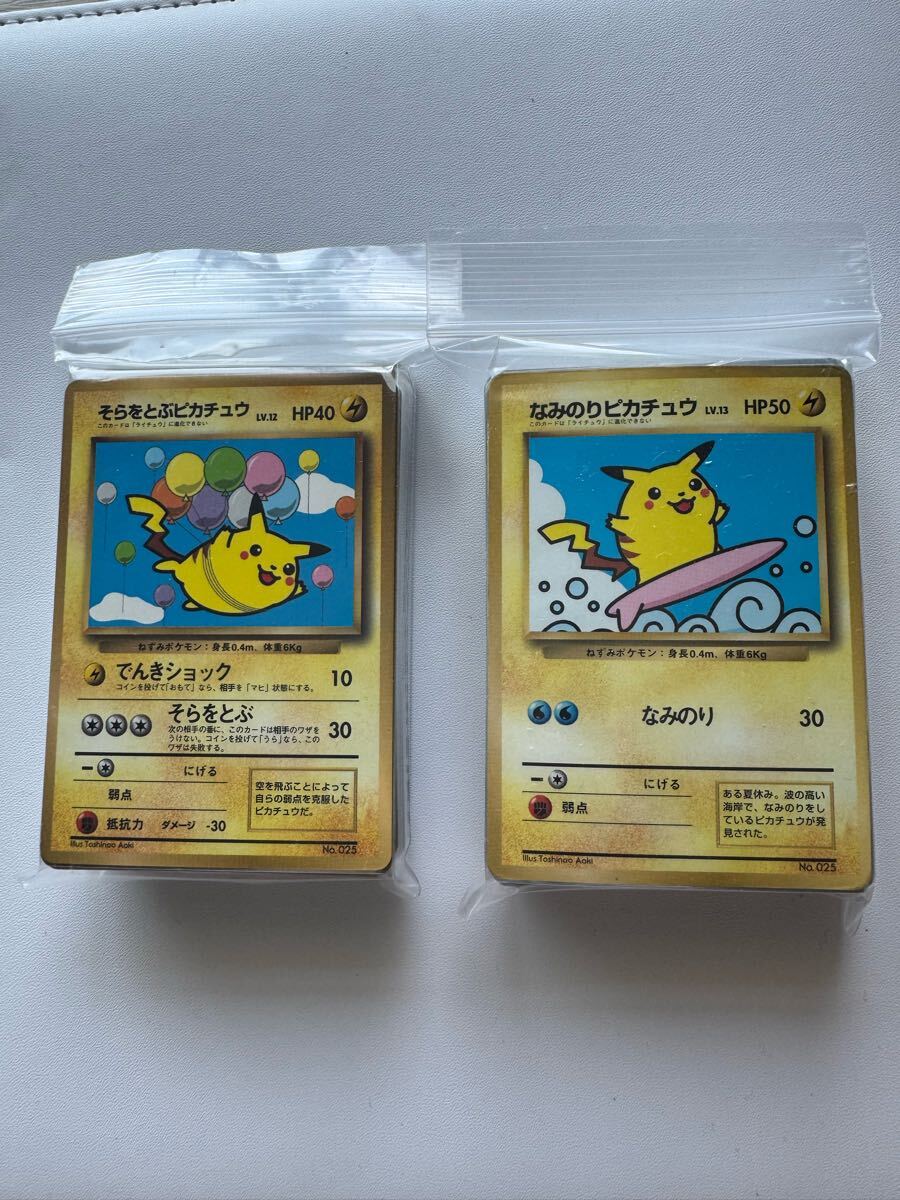 そらをとぶピカチュウ LV.12 HP40
このカードは「ライチュウ」に進化できない
ねずみポケモン：身長0.4m、体重6Kg
でんきショック 10
コインを投げて「おもて」なら、相手を「マヒ」状態にする。
そらをとぶ 30
次の相手の番に、このカードは相手のワザを
うけない。コインを投げて「うら」なら、この
ワザは失敗する。
にげる
弱点
抵抗力 ダメージ -30
空を飛ぶことによって
自らの弱点を克服した
ピカチュウだ。
Illus Toshinao Aoki
No. 025
なみのりピカチュウ LV.13 HP50
このカードは「ライチュウ」に進化できない
ねずみポケモン：身長0.4m、体重6Kg
なみのり 30
にげる
弱点
ある夏休み。波の高い
海岸で、なみのりをし
ているピカチュウが発
見された。
Illus Toshinao Aoki
No. 025